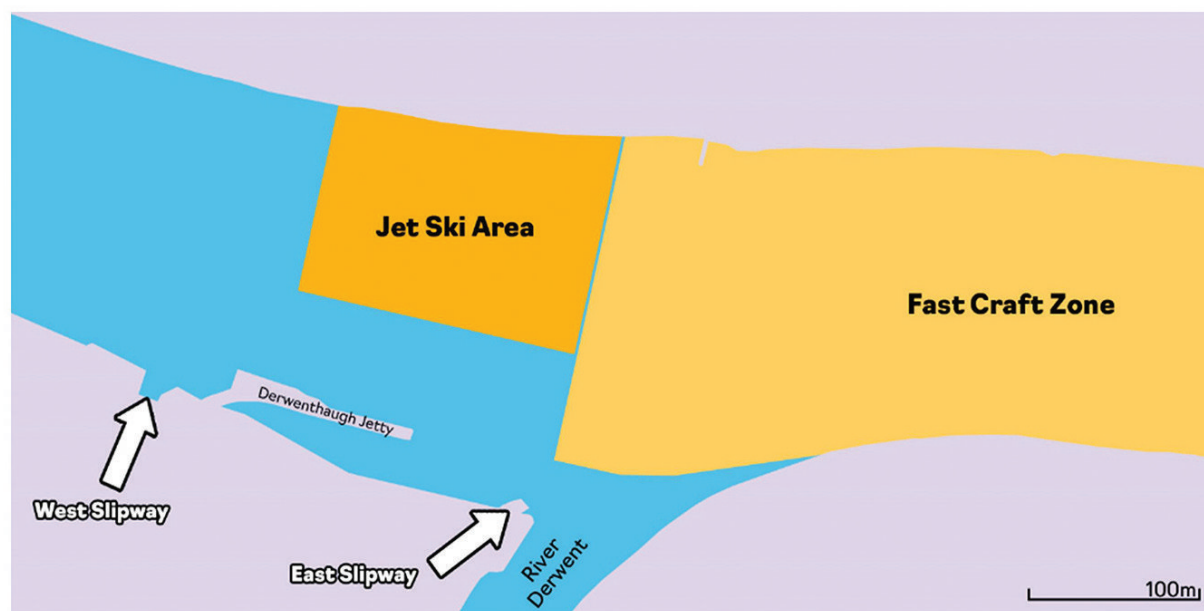 Jet Ski Area
Fast Craft Zone
Derwenthaugh Jetty
West Slipway
East Slipway
River
Derwent
100m